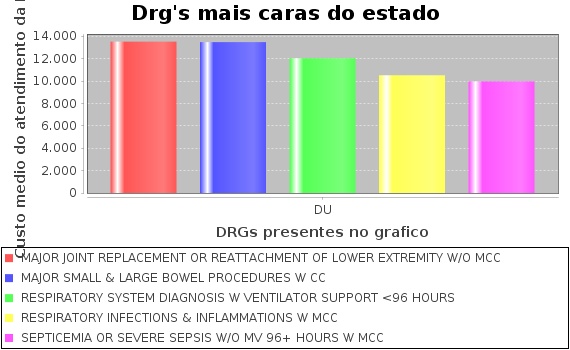 Drg's mais caras do estado
Custo medio do atendimento da
14.000
12.000
10.000
8.000
6.000
4.000
2.000
0
DU
DRGs presentes no grafico
MAJOR JOINT REPLACEMENT OR REATTACHMENT OF LOWER EXTREMITY W/O MCC
MAJOR SMALL & LARGE BOWEL PROCEDURES W CC
RESPIRATORY SYSTEM DIAGNOSIS W VENTILATOR SUPPORT <96 HOURS
RESPIRATORY INFECTIONS & INFLAMMATIONS W MCC
SEPTICEMIA OR SEVERE SEPSIS W/O MV 96+ HOURS W MCC